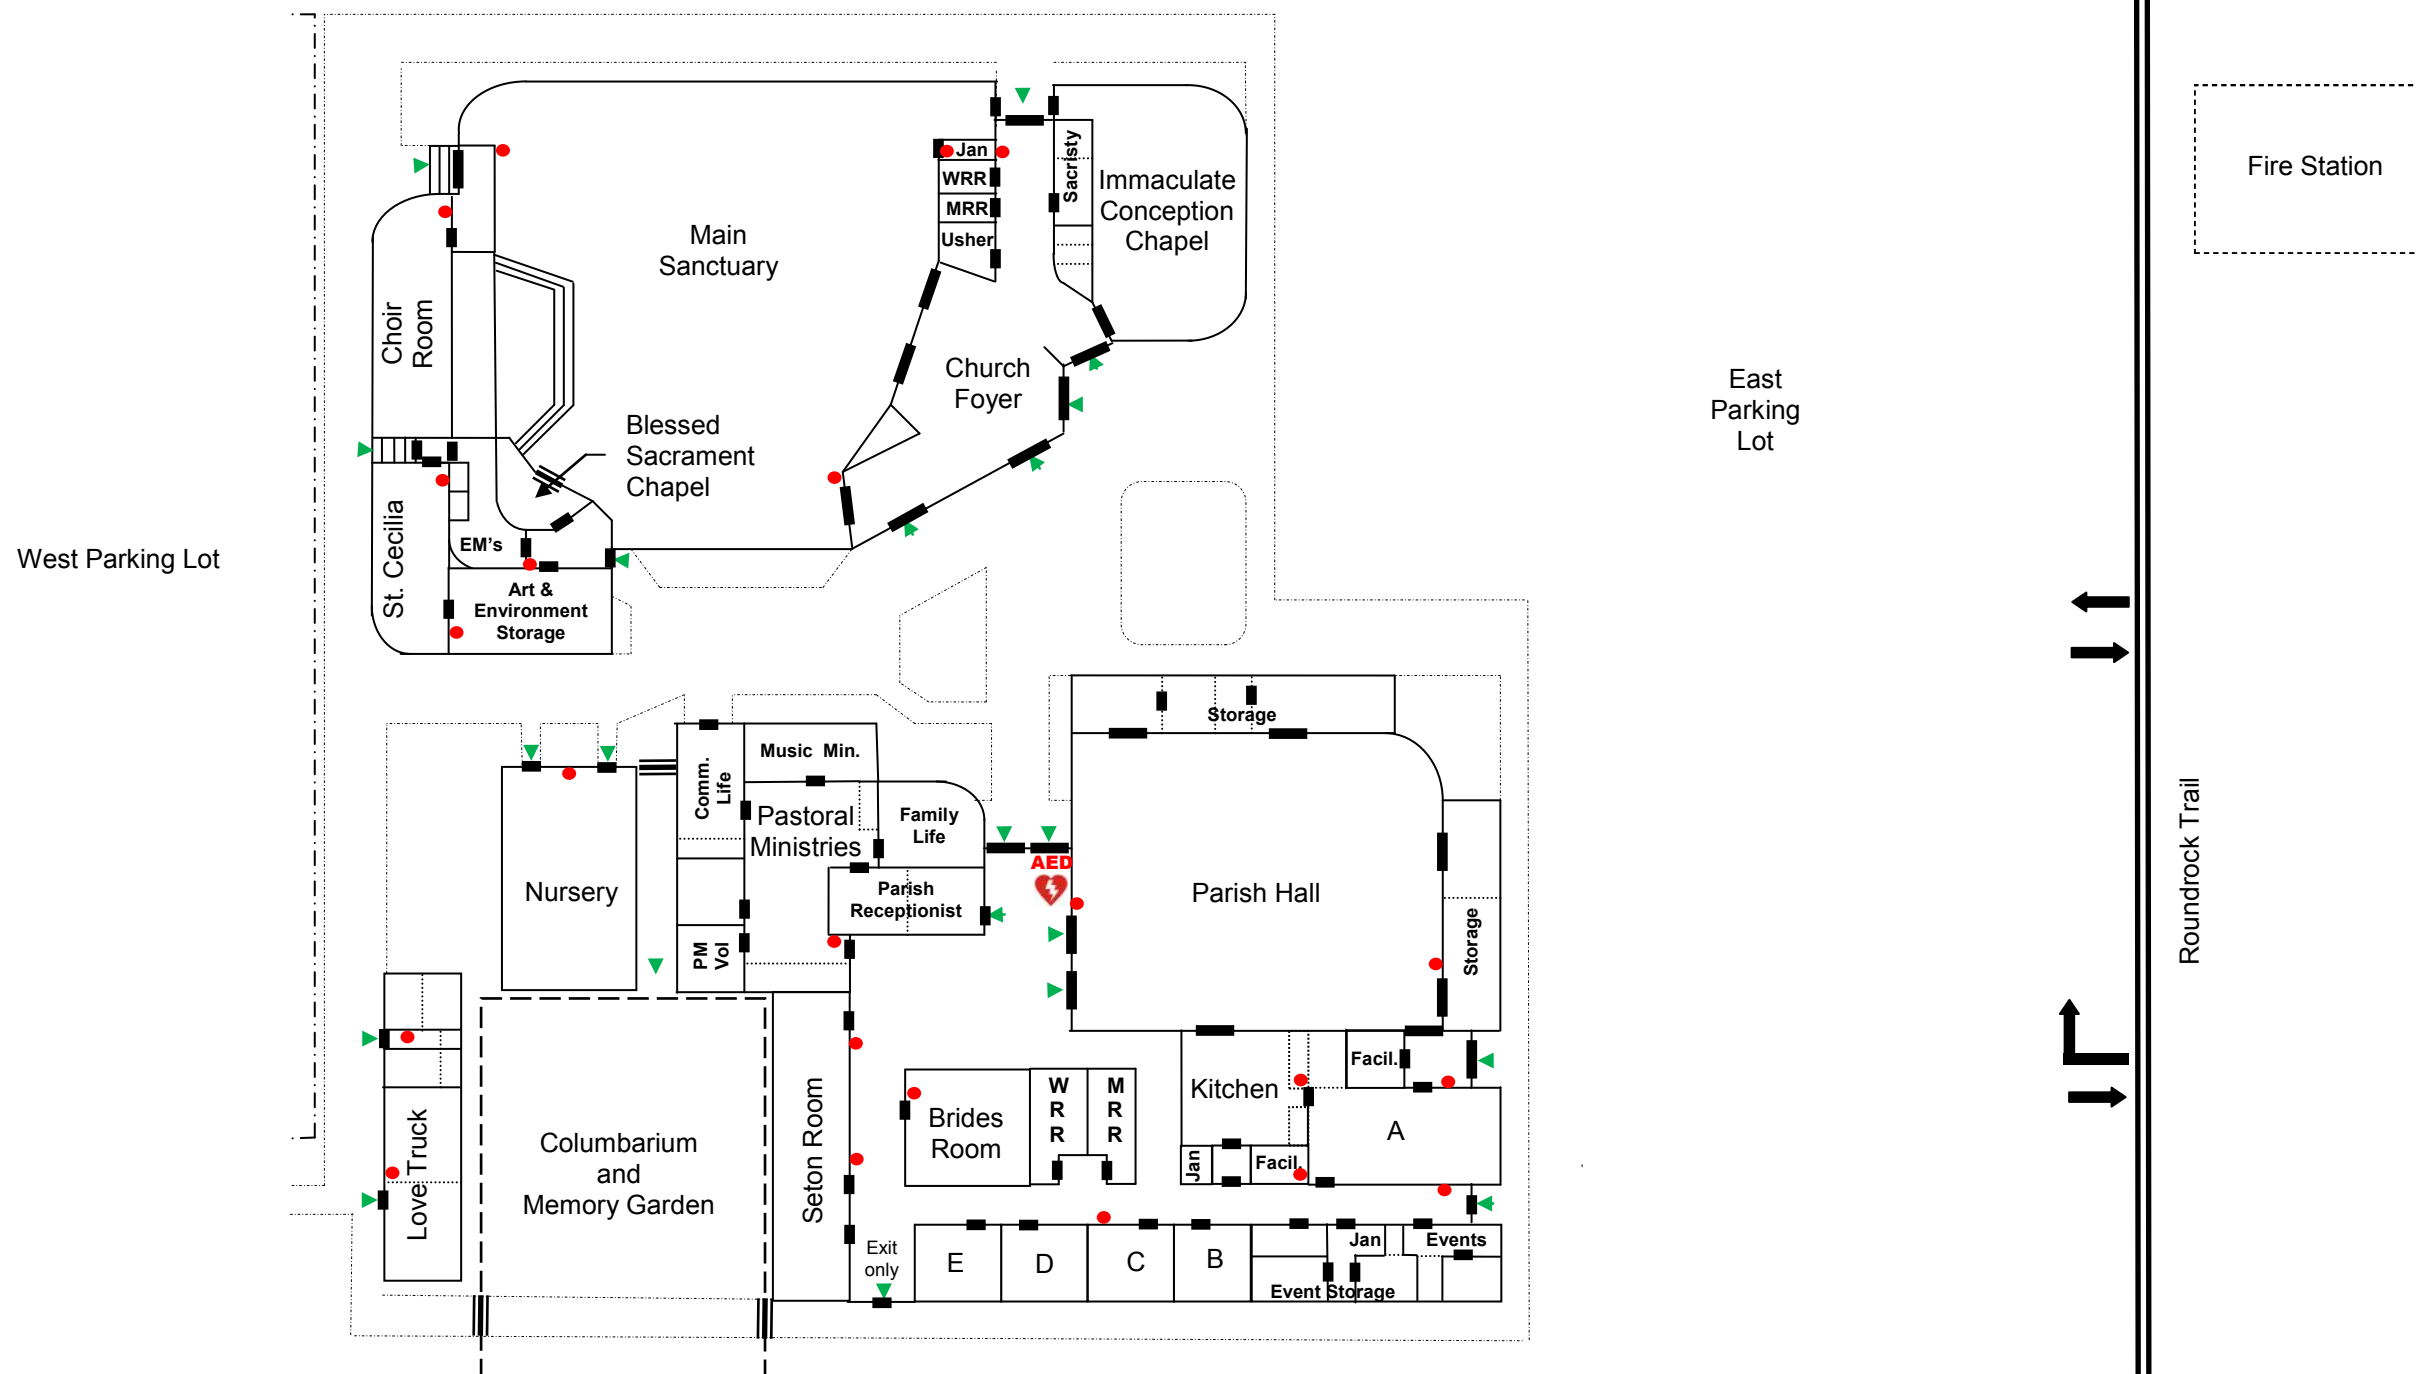 Jan
WRR
MRR
Usher
Sacristy
Immaculate
Conception
Chapel
Fire Station
Main
Sanctuary
Choir
Room
Church
Foyer
East
Parking
Lot
Blessed
Sacrament
Chapel
St. Cecilia
EM's
West Parking Lot
Art &
Environment
Storage
Storage
Music  Min.
Comm.
Life
Pastoral
Ministries
Family
Life
AED
Nursery
Parish
Receptionist
Parish Hall
Roundrock Trail
PM
Vol
Storage
Facil.
Kitchen
W
R
R
M
R
R
Brides
Room
A
Love Truck
Columbarium
and
Memory Garden
Seton Room
Jan
Facil.
Exit
only
E
D
C
B
Jan
Events
Event Storage